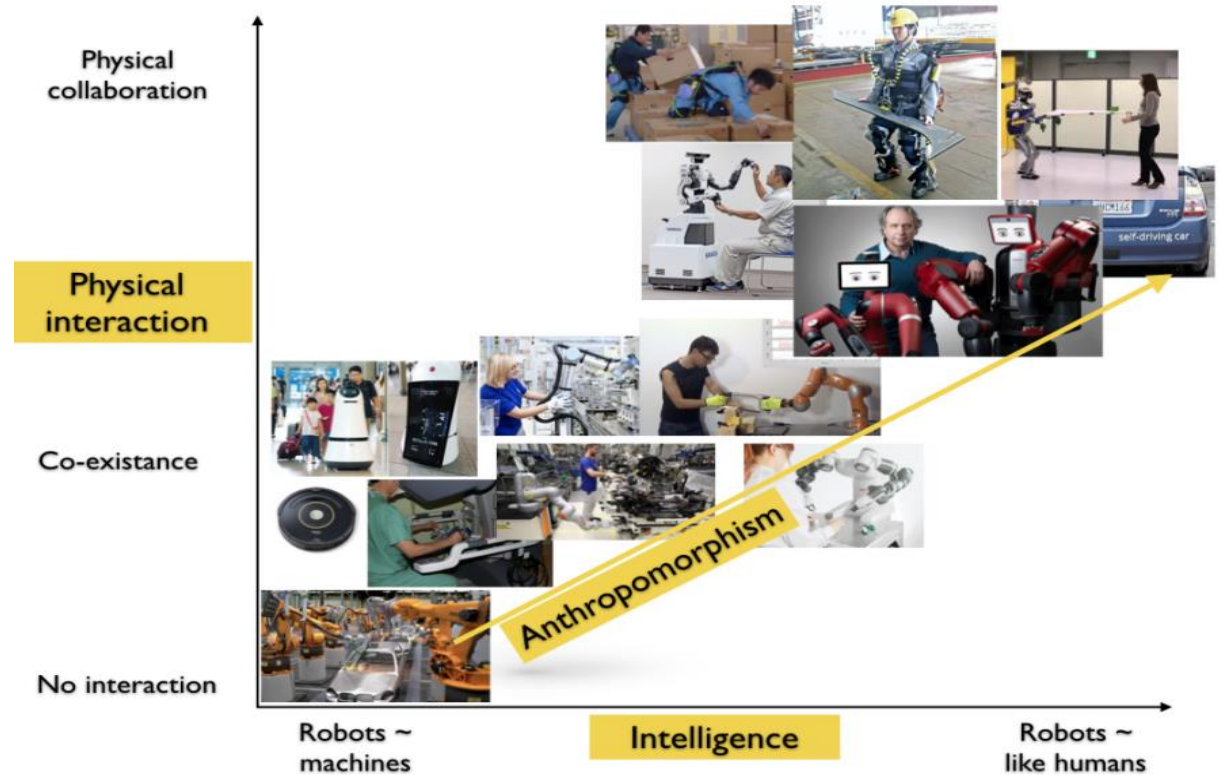 Physical
collaboration
Physical
interaction
Co-existance
No interaction
self-driving car
Anthropomorphism
Robots ~
machines
Intelligence
Robots ~
like humans